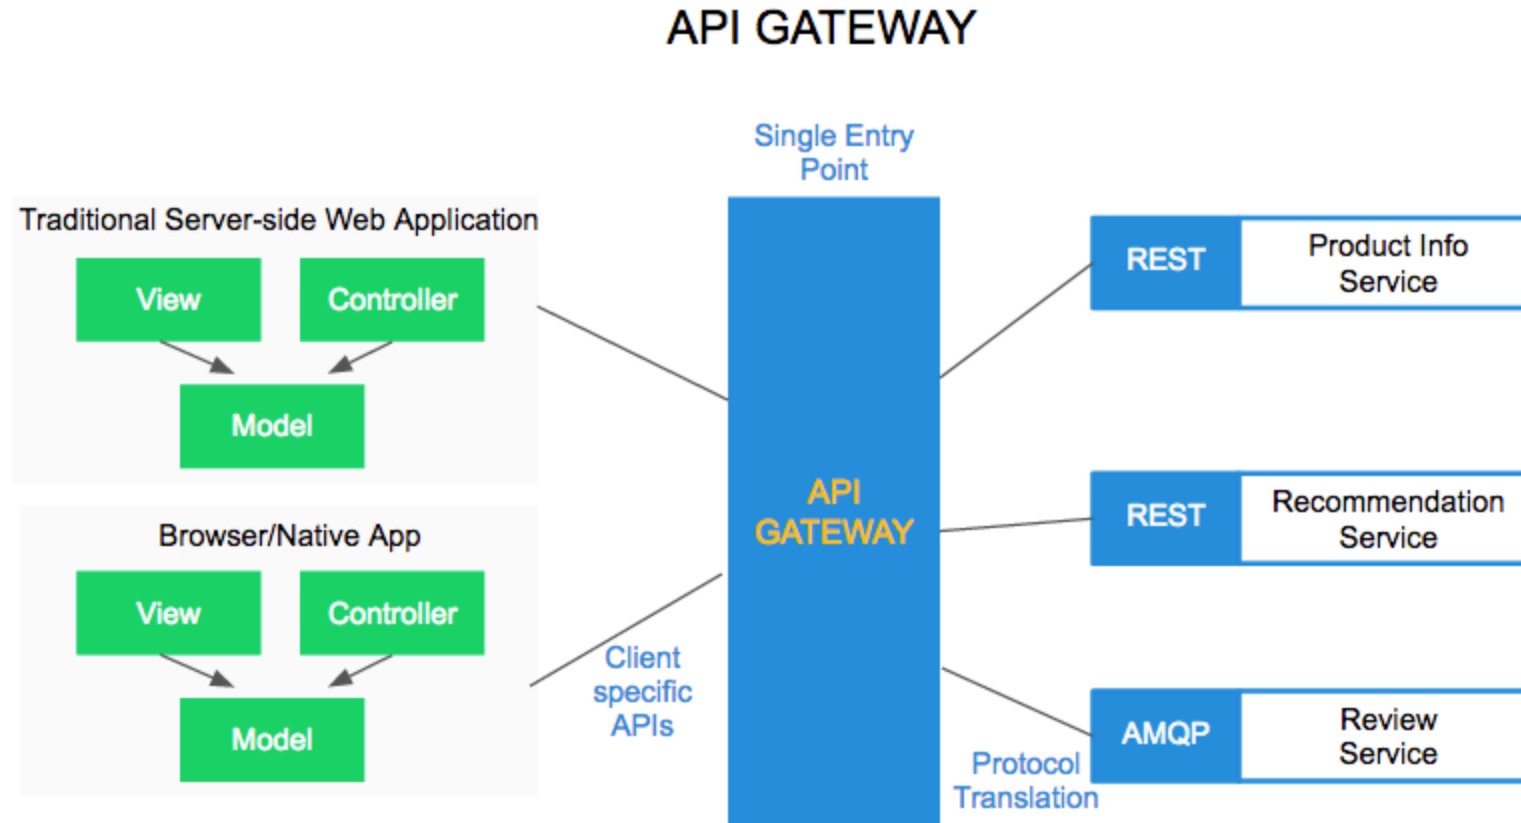 API GATEWAY
Single Entry
Point
Traditional Server-side Web Application
View
Controller
Model
Browser/Native App
View
Controller
Model
Client
specific
APIs
API
GATEWAY
Protocol
Translation
REST
Product Info
Service
REST
Recommendation
Service
AMQP
Review
Service